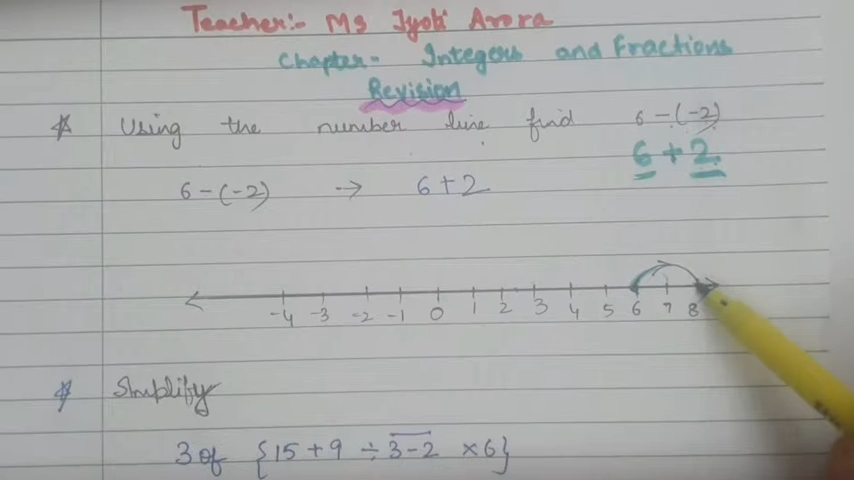 Teacher:- Ms Jyoti Arora
Chapter- Integers and Fractions
Revision
Using the number line find 6-(-2)
6+2
6-(-2) → 6+2
-4 -3 -2 -1 0 1 2 3 4 5 6 7 8
Simplify
3 of {15+9 ÷ 3̅-̅2̅ ×6}